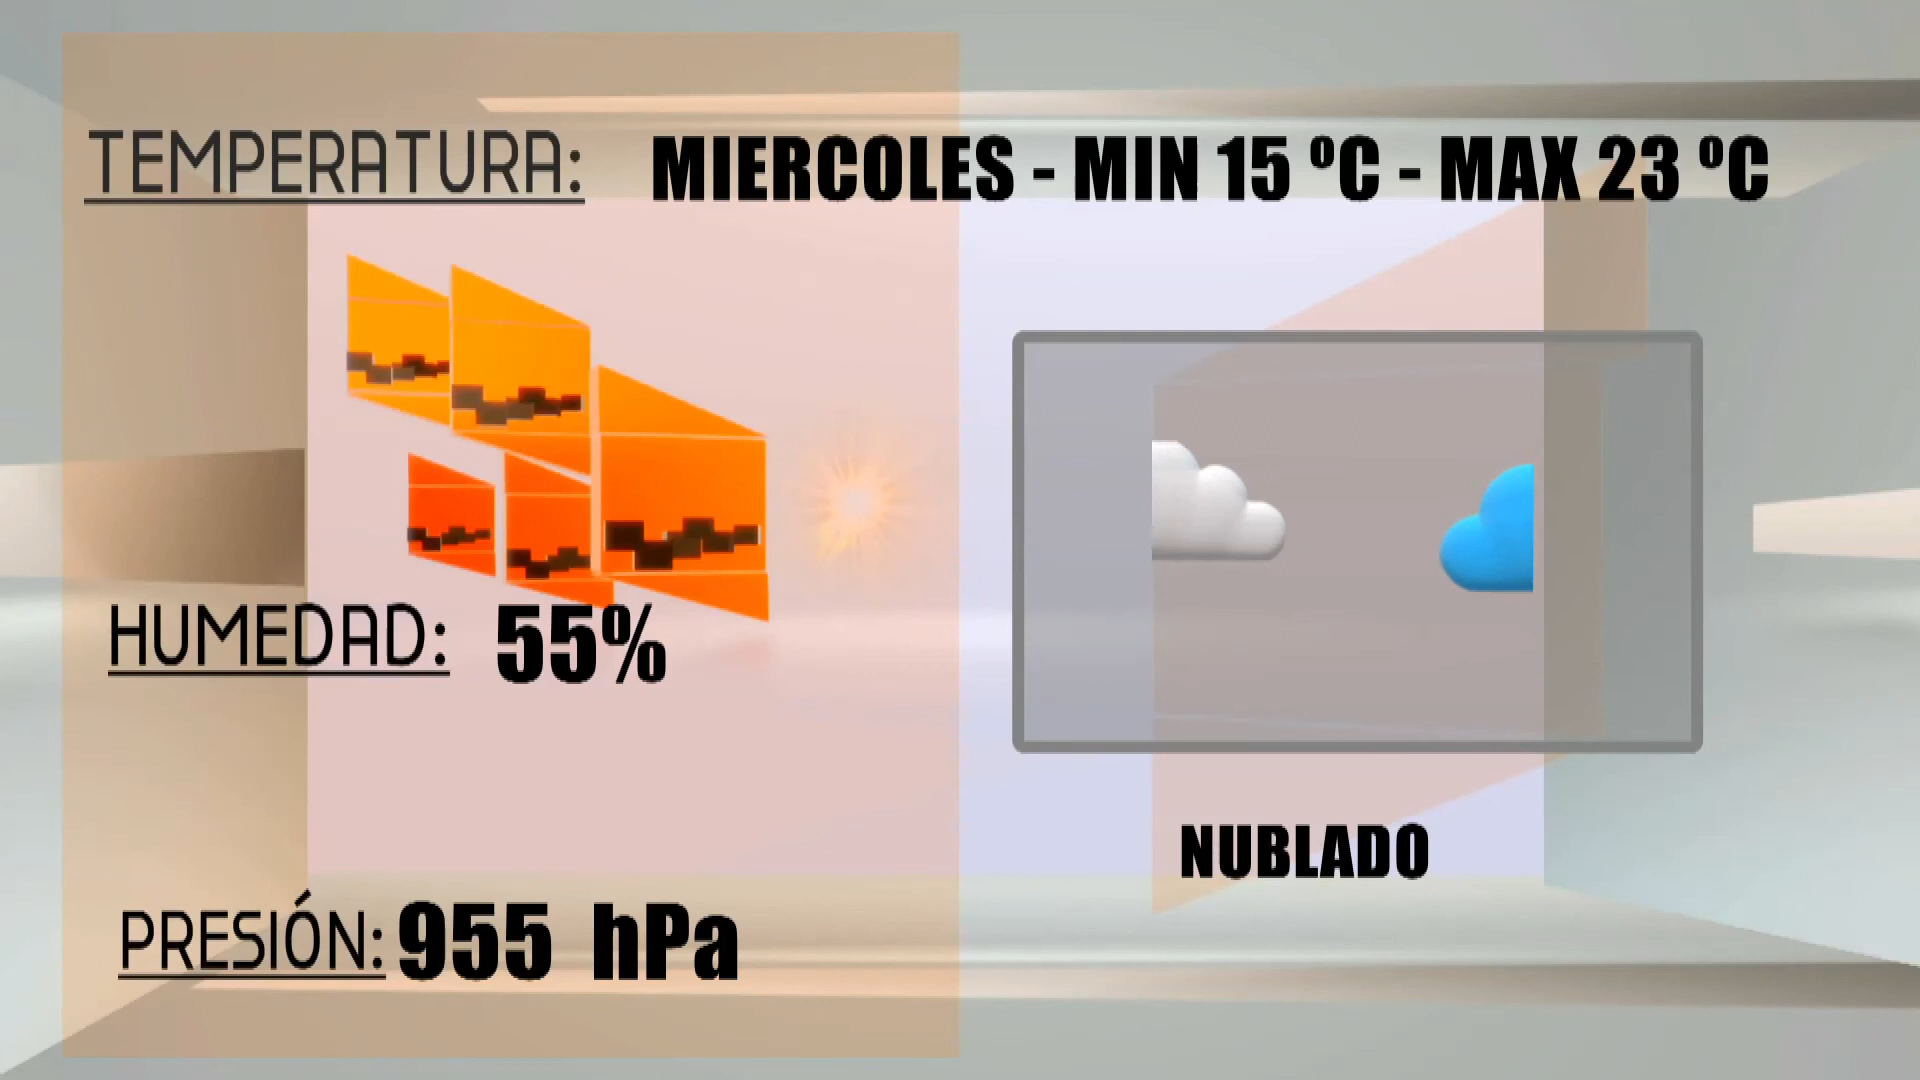 TEMPERATURA: MIERCOLES - MIN 15 ºC - MAX 23 ºC
HUMEDAD: 55%
NUBLADO
PRESIÓN: 955 hPa